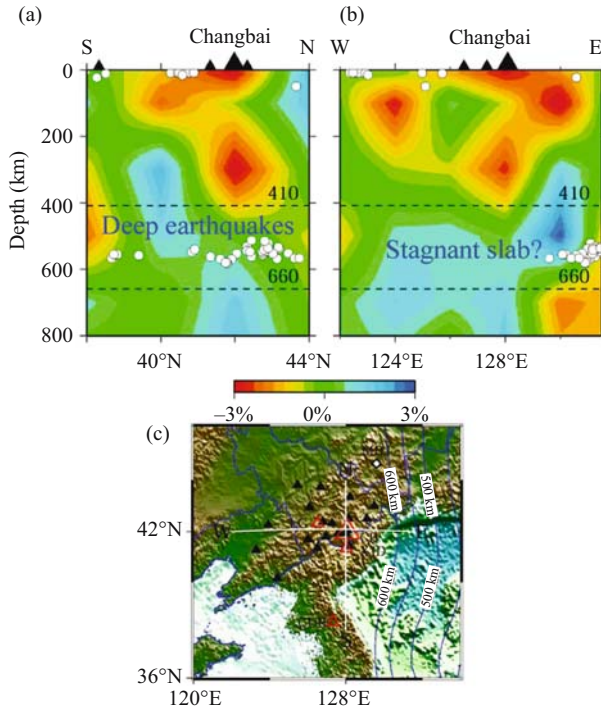 (a)
(b)
S
Changbai
N
W
Changbai
E
0
200
400
600
800
Depth (km)
410
Deep earthquakes
660
410
Stagnant slab?
660
40°N
44°N
124°E
128°E
−3%
0%
3%
(c)
600 km
500 km
42°N
600 km
500 km
36°N
120°E
128°E